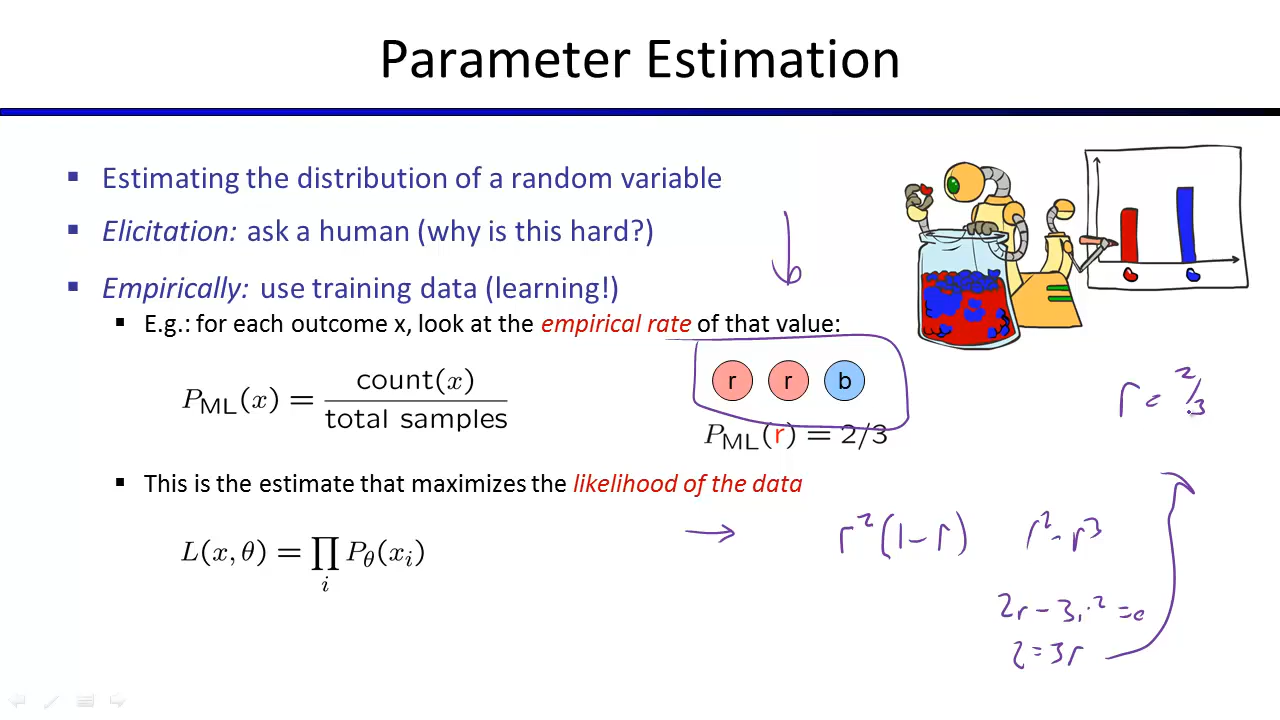 Parameter Estimation
▪ Estimating the distribution of a random variable
▪ Elicitation: ask a human (why is this hard?)
▪ Empirically: use training data (learning!)
▪ E.g.: for each outcome x, look at the empirical rate of that value:
P_ML(x) = count(x) / total samples
r r b
P_ML(r) = 2/3
r = 2/3
▪ This is the estimate that maximizes the likelihood of the data
L(x, θ) = ∏_i P_θ(x_i)
→ r²(1 - r) r² - r³
2r - 3r² = 0
2 = 3r